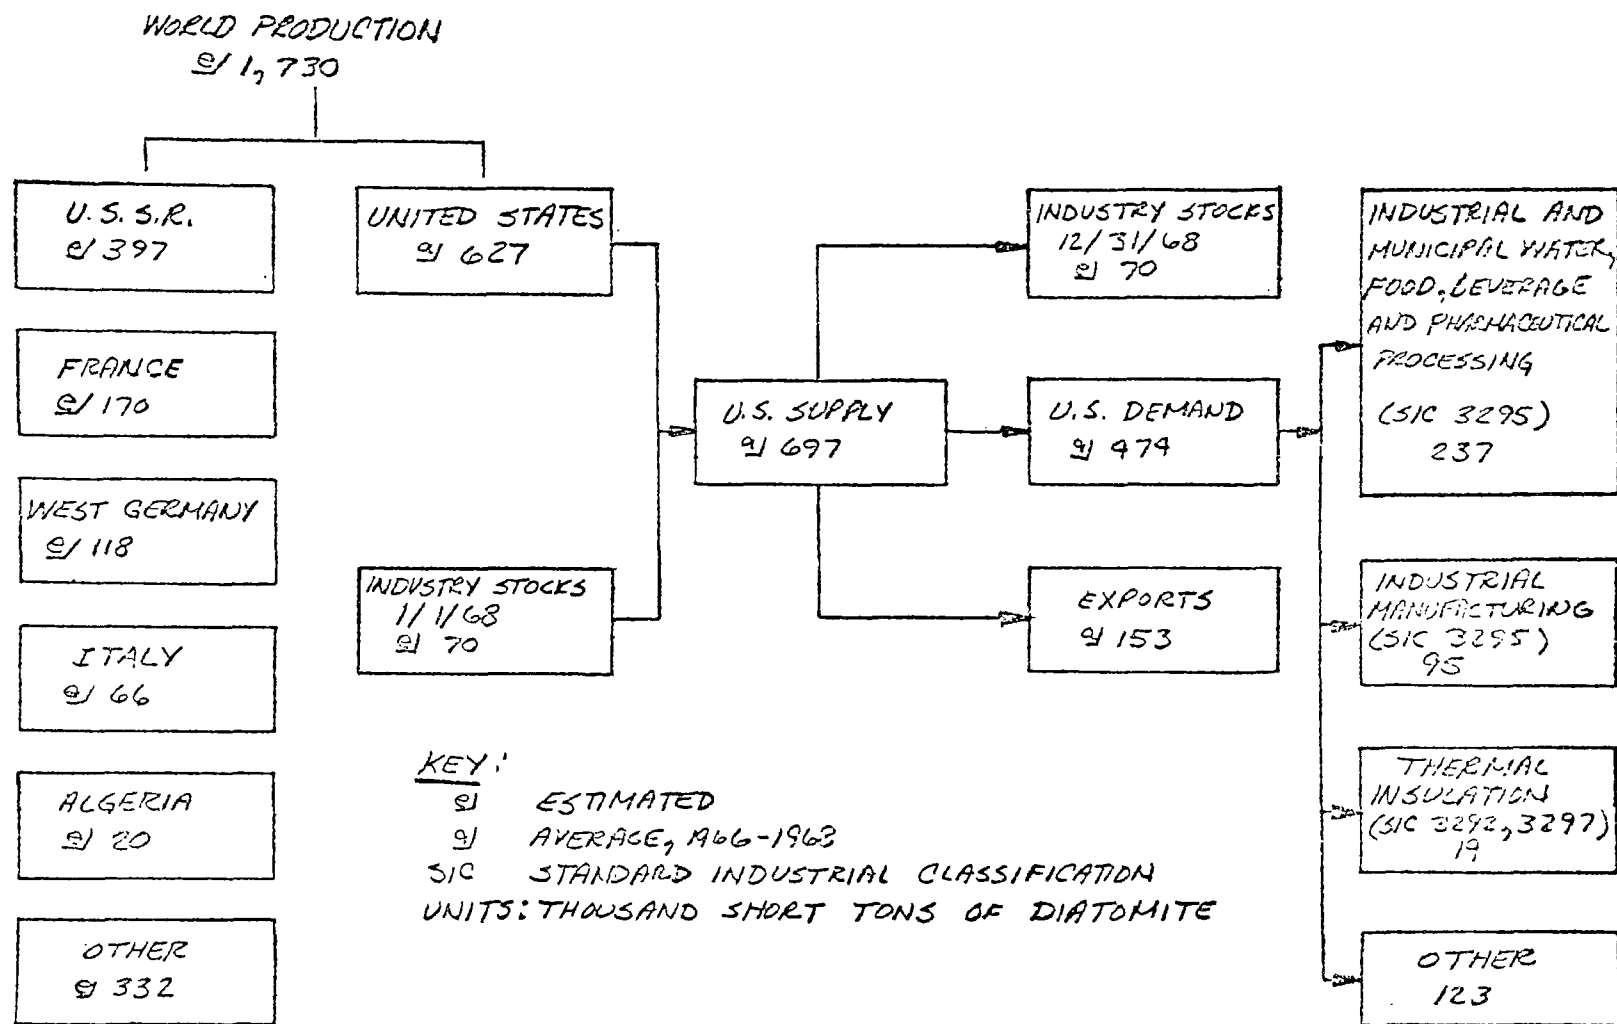 WORLD PRODUCTION
e/ 1,730
U.S.S.R.
e/ 397
UNITED STATES
a/ 627
FRANCE
e/ 170
WEST GERMANY
e/ 118
ITALY
e/ 66
ALGERIA
e/ 20
OTHER
e/ 332
INDUSTRY STOCKS
1/1/68
e/ 70
U.S. SUPPLY
a/ 697
INDUSTRY STOCKS
12/31/68
e/ 70
U.S. DEMAND
a/ 474
EXPORTS
a/ 153
INDUSTRIAL AND
MUNICIPAL WATER,
FOOD, BEVERAGE
AND PHARMACEUTICAL
PROCESSING
(SIC 3295)
237
INDUSTRIAL
MANUFACTURING
(SIC 3295)
95
THERMAL
INSULATION
(SIC 3292, 3297)
19
OTHER
123
KEY:
e/ ESTIMATED
a/ AVERAGE, 1966-1963
SIC STANDARD INDUSTRIAL CLASSIFICATION
UNITS: THOUSAND SHORT TONS OF DIATOMITE